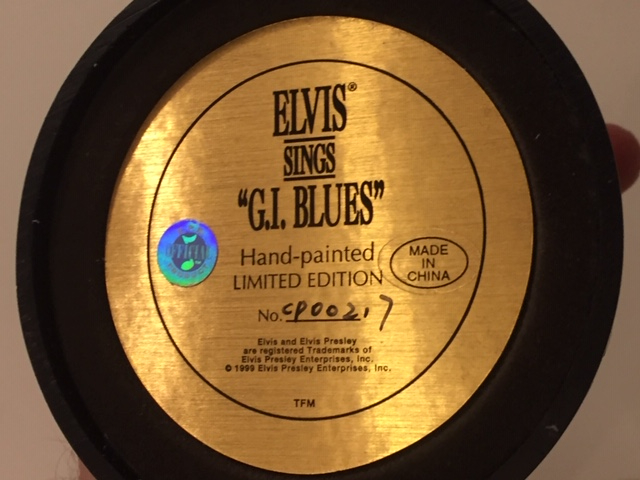 ELVIS®
SINGS
"G.I. BLUES"
Hand-painted
LIMITED EDITION
MADE
IN
CHINA
No. CP00217
Elvis and Elvis Presley
are registered Trademarks of
Elvis Presley Enterprises, Inc.
© 1999 Elvis Presley Enterprises, Inc.
TFM